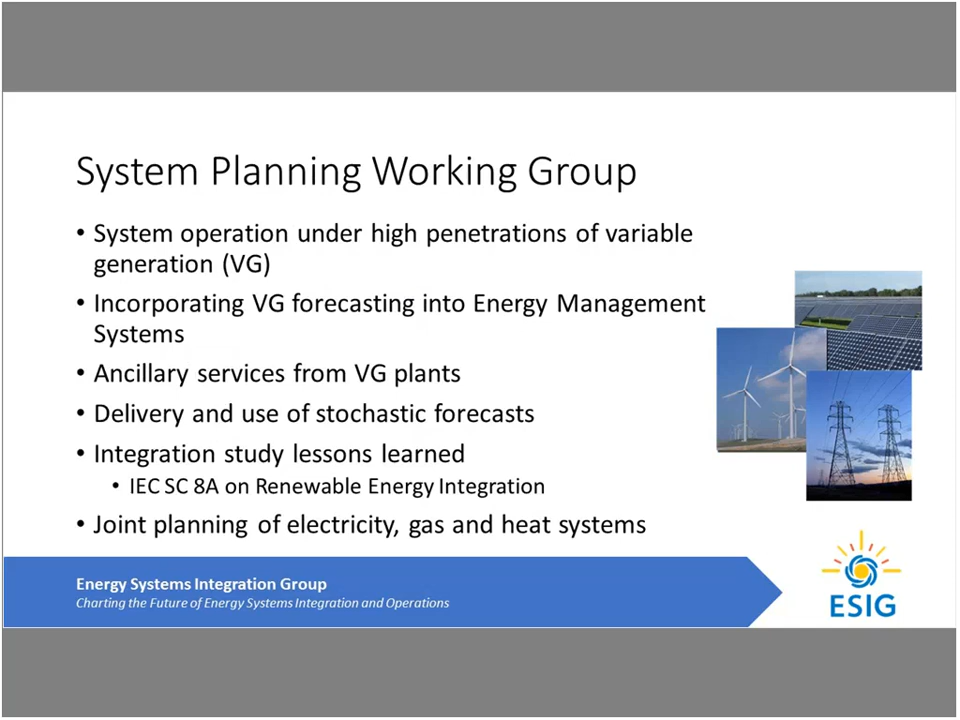 System Planning Working Group
• System operation under high penetrations of variable
generation (VG)
• Incorporating VG forecasting into Energy Management
Systems
• Ancillary services from VG plants
• Delivery and use of stochastic forecasts
• Integration study lessons learned
• IEC SC 8A on Renewable Energy Integration
• Joint planning of electricity, gas and heat systems
Energy Systems Integration Group
Charting the Future of Energy Systems Integration and Operations
ESIG